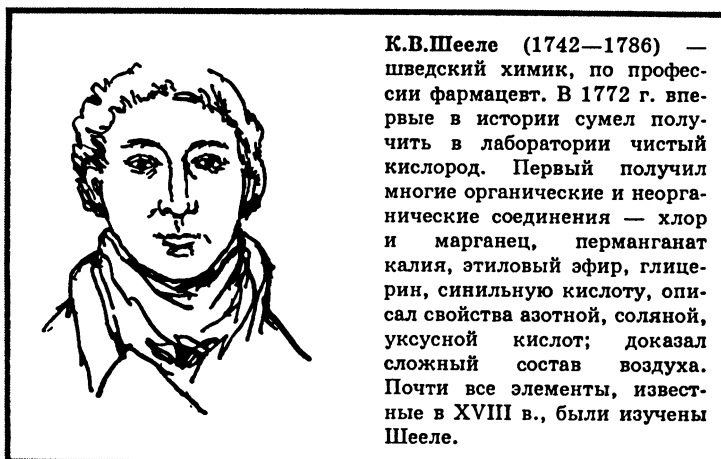 К.В.Шееле (1742—1786) —
шведский химик, по профес-
сии фармацевт. В 1772 г. впе-
рвые в истории сумел полу-
чить в лаборатории чистый
кислород. Первый получил
многие органические и неорга-
нические соединения — хлор
и марганец, перманганат
калия, этиловый эфир, глице-
рин, синильную кислоту, опи-
сал свойства азотной, соляной,
уксусной кислот; доказал
сложный состав воздуха.
Почти все элементы, извест-
ные в XVIII в., были изучены
Шееле.